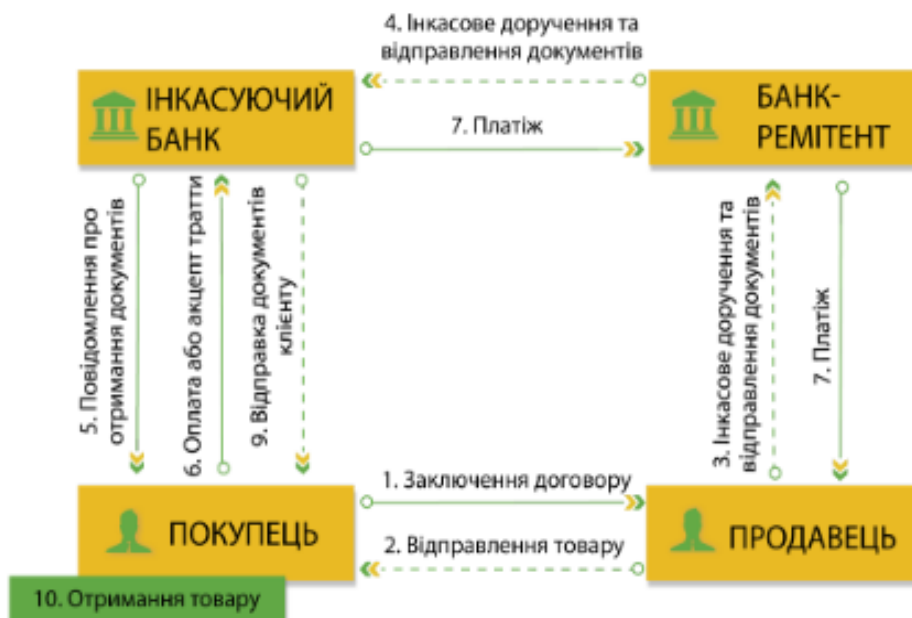 4. Інкасове доручення та
відправлення документів
ІНКАСУЮЧИЙ
БАНК
7. Платіж
БАНК-
РЕМІТЕНТ
5. Повідомлення про
отримання документів
6. Оплата або акцепт тратти
9. Відправка документів
клієнту
3. Інкасове доручення та
відправлення документів
7. Платіж
ПОКУПЕЦЬ
1. Заключення договору
2. Відправлення товару
ПРОДАВЕЦЬ
10. Отримання товару